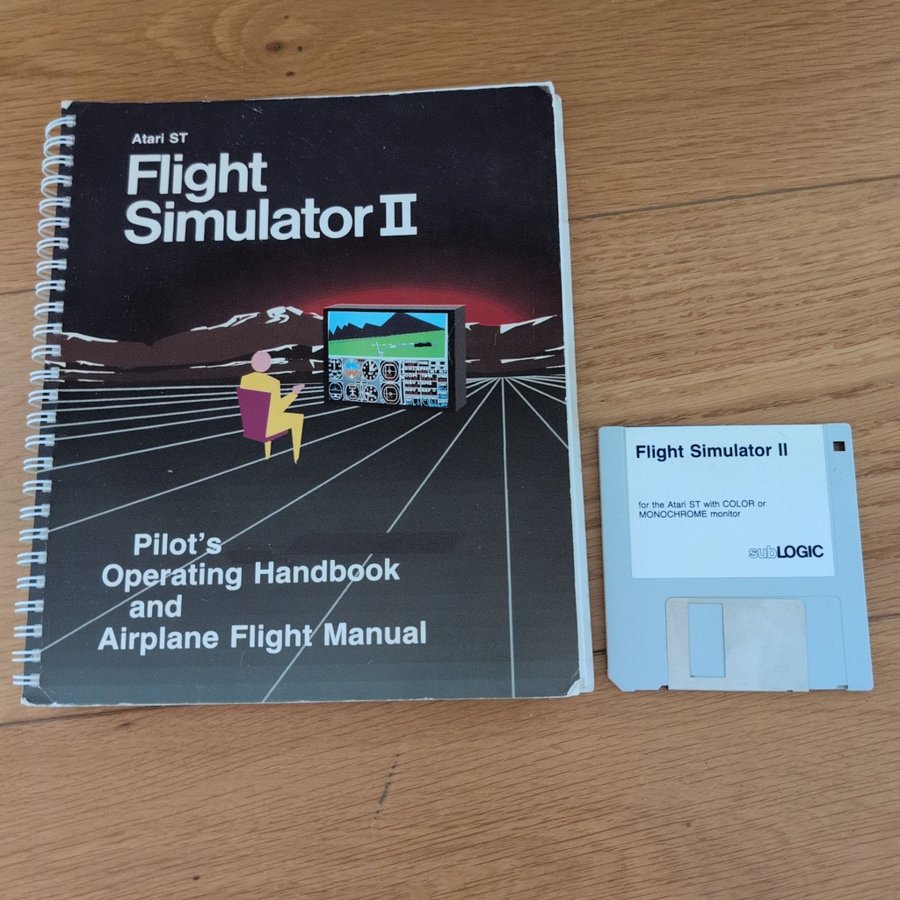 Atari ST
Flight
Simulator II
Pilot's
Operating Handbook
and
Airplane Flight Manual
Flight Simulator II
for the Atari ST with COLOR or
MONOCHROME monitor
subLOGIC